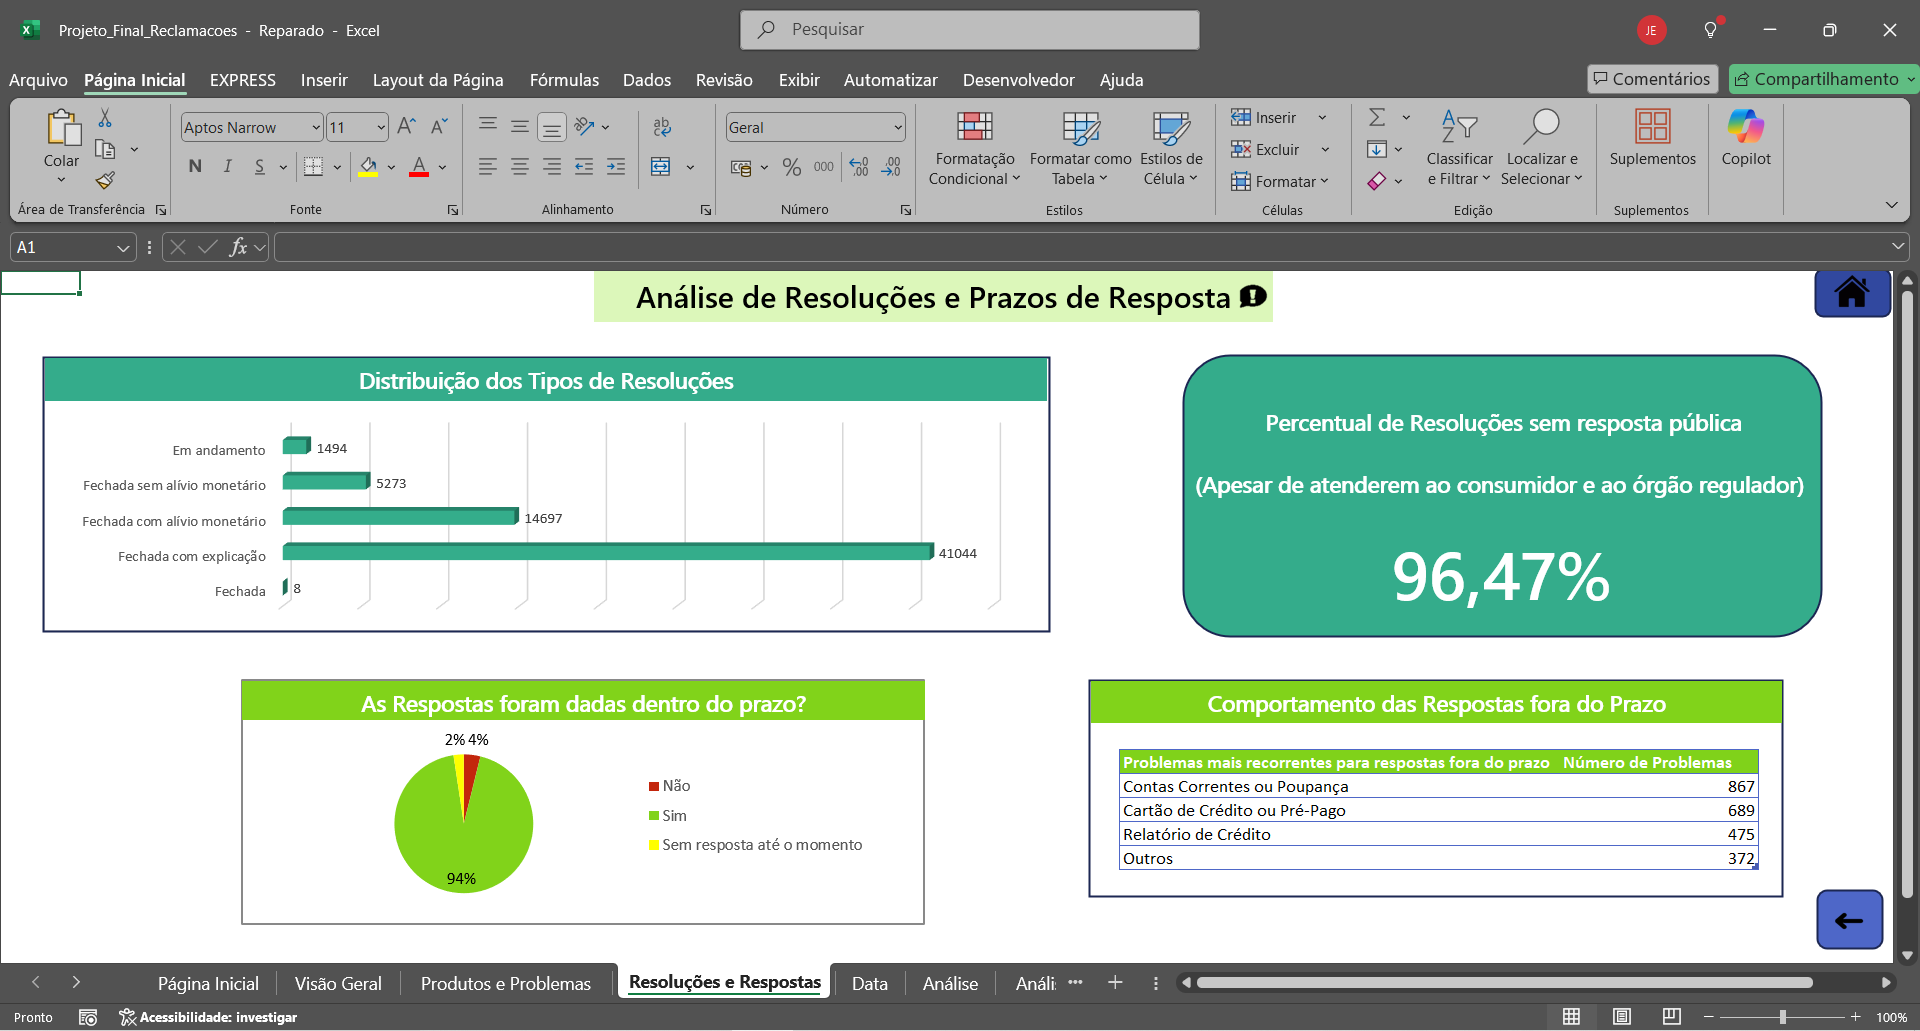 Projeto_Final_Reclamacoes - Reparado - Excel
Pesquisar
JE
Arquivo Página Inicial EXPRESS Inserir Layout da Página Fórmulas Dados Revisão Exibir Automatizar Desenvolvedor Ajuda
Comentários Compartilhamento
Colar
Área de Transferência
Aptos Narrow 11
N I S
Fonte
Alinhamento
Geral
% 000
Número
Formatação Condicional
Formatar como Tabela
Estilos de Célula
Estilos
Inserir
Excluir
Formatar
Células
Classificar e Filtrar
Localizar e Selecionar
Edição
Suplementos
Suplementos
Copilot
A1
fx
Análise de Resoluções e Prazos de Resposta
Distribuição dos Tipos de Resoluções
Em andamento 1494
Fechada sem alívio monetário 5273
Fechada com alívio monetário 14697
Fechada com explicação 41044
Fechada 8
Percentual de Resoluções sem resposta pública
(Apesar de atenderem ao consumidor e ao órgão regulador)
96,47%
As Respostas foram dadas dentro do prazo?
2% 4%
94%
Não
Sim
Sem resposta até o momento
Comportamento das Respostas fora do Prazo
Problemas mais recorrentes para respostas fora do prazo Número de Problemas
Contas Correntes ou Poupança 867
Cartão de Crédito ou Pré-Pago 689
Relatório de Crédito 475
Outros 372
Página Inicial Visão Geral Produtos e Problemas Resoluções e Respostas Data Análise Análi
Pronto Acessibilidade: investigar 100%